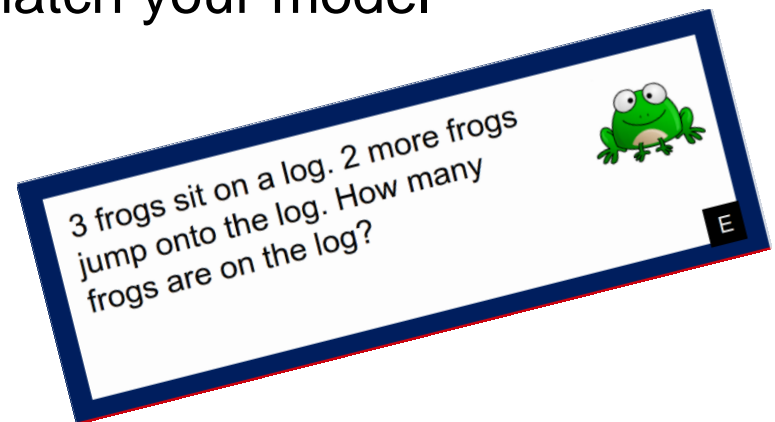 your model
3 frogs sit on a log. 2 more frogs
jump onto the log. How many
frogs are on the log?
E